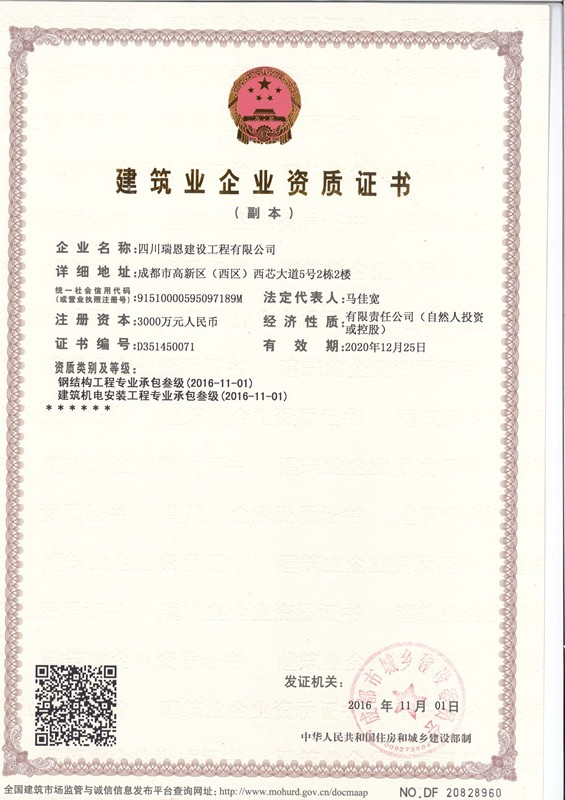 建筑业企业资质证书
（副本）
企业名称:四川瑞恩建设工程有限公司
详细地址:成都市高新区（西区）西芯大道5号2栋2楼
统一社会信用代码
(或营业执照注册号):91510000595097189M 法定代表人:马佳宽
注册资本:3000万元人民币 经济性质:有限责任公司（自然人投资或控股）
证书编号:D351450071 有效期:2020年12月25日
资质类别及等级:
钢结构工程专业承包叁级(2016-11-01)
建筑机电安装工程专业承包叁级(2016-11-01)
******
发证机关:
2016 年 11 月 01 日
中华人民共和国住房和城乡建设部制
全国建筑市场监管与诚信信息发布平台查询网址: http://www.mohurd.gov.cn/docmaap
NO.DF 20828960